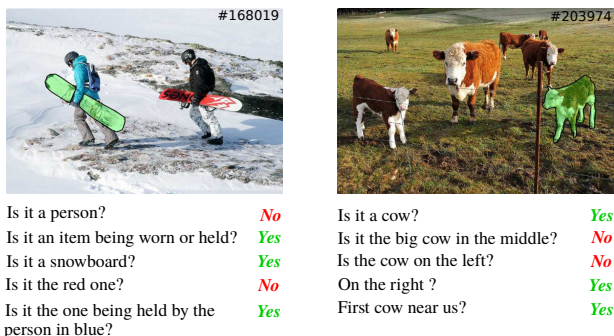 #168019
Is it a person? No
Is it an item being worn or held? Yes
Is it a snowboard? Yes
Is it the red one? No
Is it the one being held by the Yes
person in blue?
#203974
Is it a cow? Yes
Is it the big cow in the middle? No
Is the cow on the left? No
On the right ? Yes
First cow near us? Yes